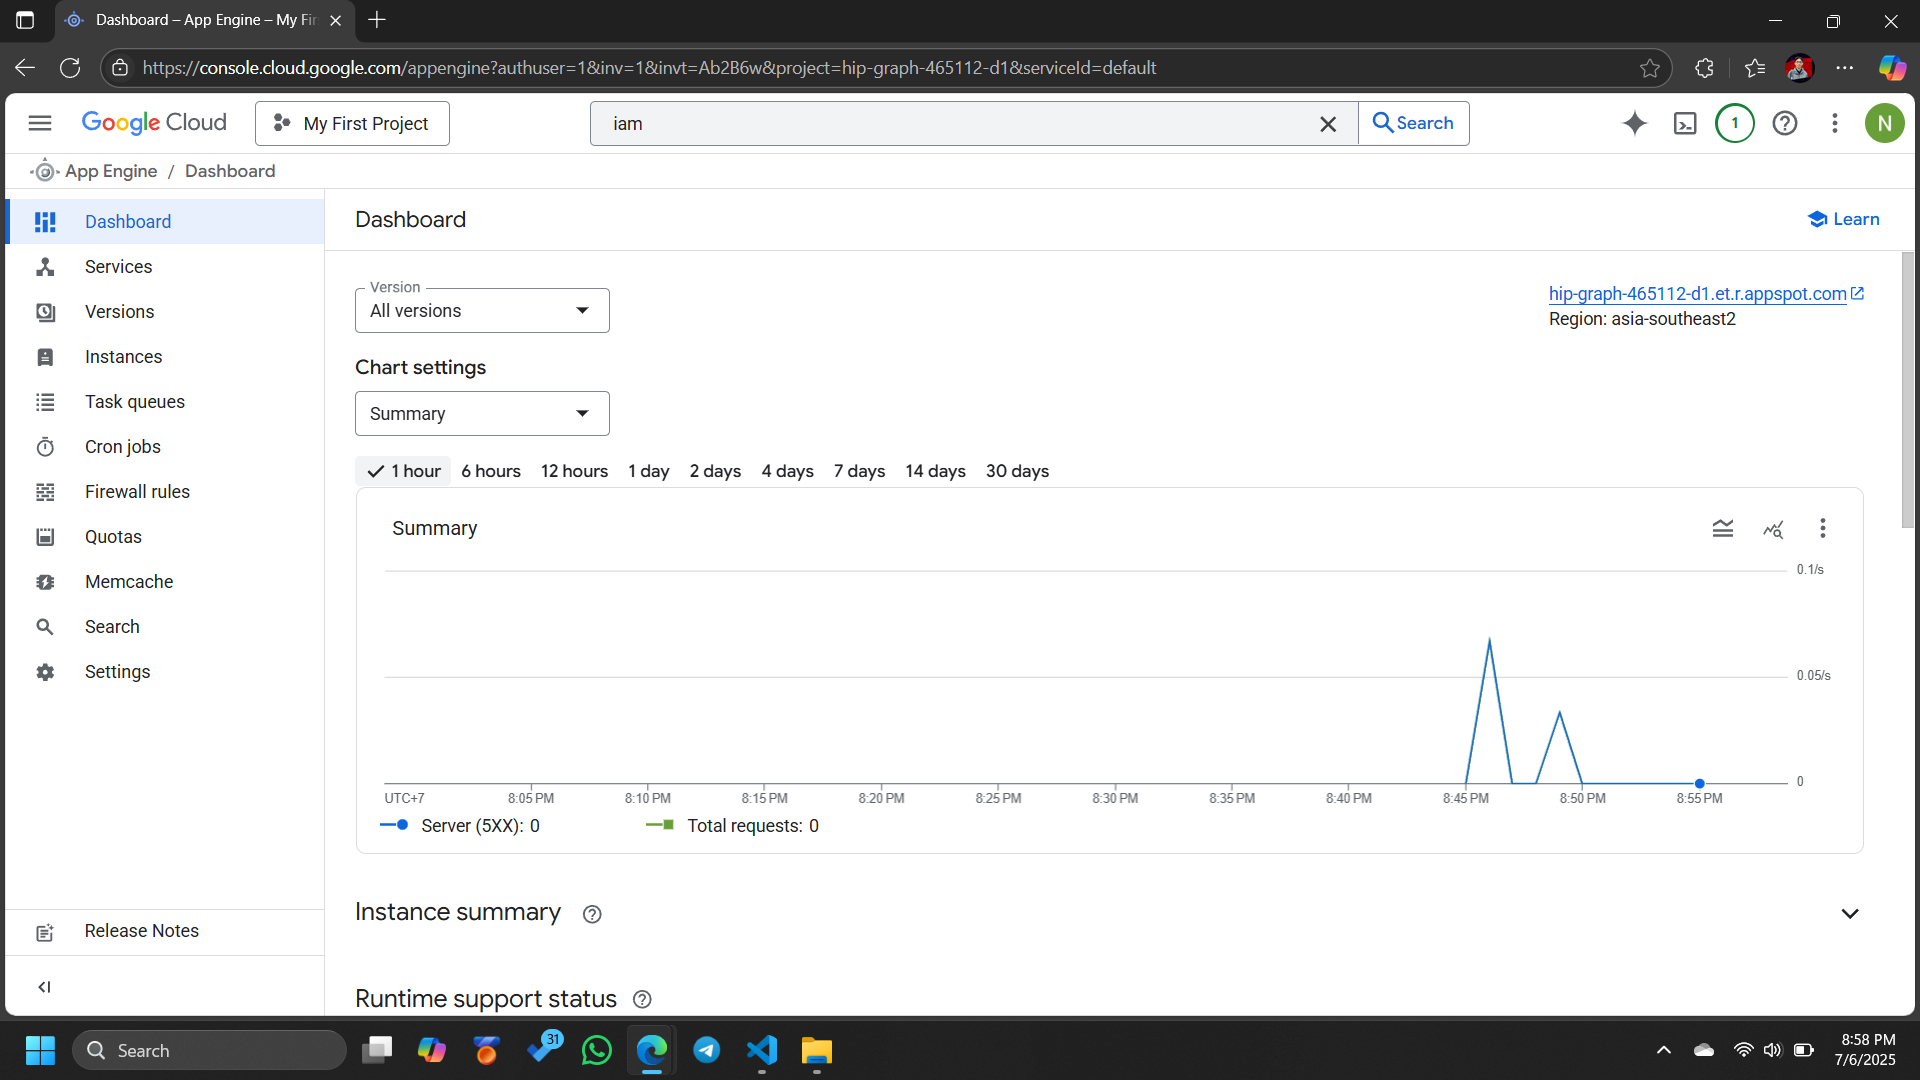 Dashboard – App Engine – My Fir
https://console.cloud.google.com/appengine?authuser=1&inv=1&invt=Ab2B6w&project=hip-graph-465112-d1&serviceId=default
Google Cloud
My First Project
iam
Search
1
N
App Engine / Dashboard
Dashboard
Services
Versions
Instances
Task queues
Cron jobs
Firewall rules
Quotas
Memcache
Search
Settings
Release Notes
Dashboard
Learn
Version
All versions
hip-graph-465112-d1.et.r.appspot.com
Region: asia-southeast2
Chart settings
Summary
1 hour 6 hours 12 hours 1 day 2 days 4 days 7 days 14 days 30 days
Summary
0.1/s
0.05/s
0
UTC+7 8:05 PM 8:10 PM 8:15 PM 8:20 PM 8:25 PM 8:30 PM 8:35 PM 8:40 PM 8:45 PM 8:50 PM 8:55 PM
Server (5XX): 0 Total requests: 0
Instance summary
Runtime support status
Search
31
8:58 PM
7/6/2025